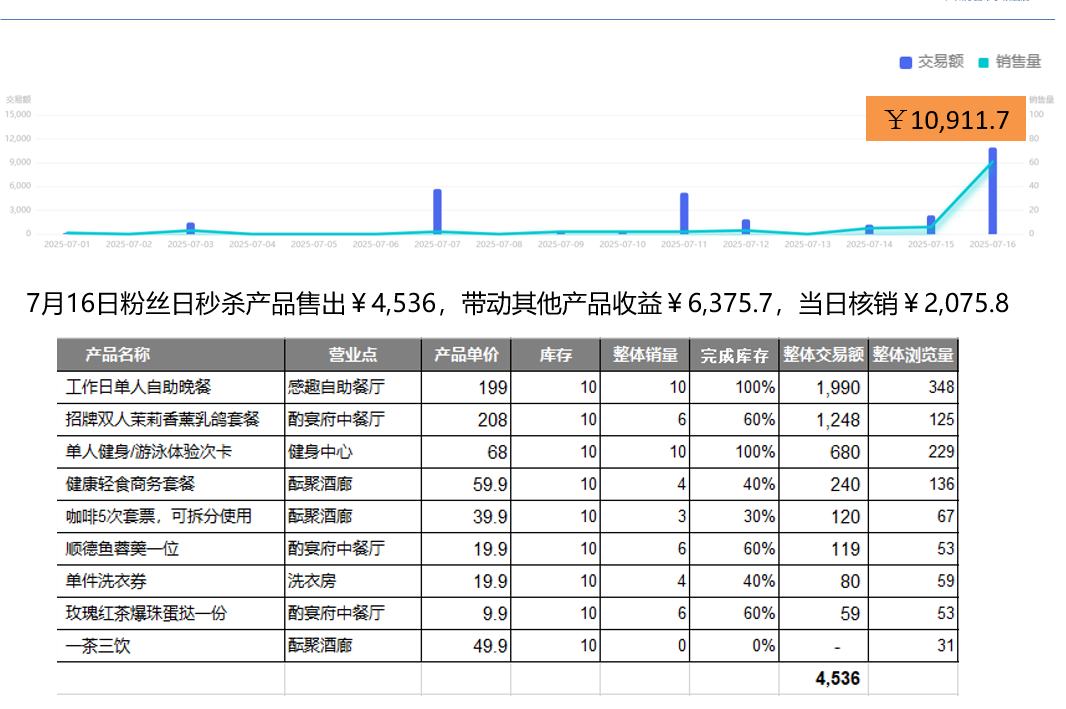 交易额 销售量
交易额 销售量
15,000 100
¥10,911.7
12,000 80
9,000 60
6,000 40
3,000 20
0 0
2025-07-01 2025-07-02 2025-07-03 2025-07-04 2025-07-05 2025-07-06 2025-07-07 2025-07-08 2025-07-09 2025-07-10 2025-07-11 2025-07-12 2025-07-13 2025-07-14 2025-07-15 2025-07-16
7月16日粉丝日秒杀产品售出¥4,536，带动其他产品收益¥6,375.7，当日核销¥2,075.8
产品名称 营业点 产品单价 库存 整体销量 完成库存 整体交易额 整体浏览量
工作日单人自助晚餐 感趣自助餐厅 199 10 10 100% 1,990 348
招牌双人茉莉香薰乳鸽套餐 酌宴府中餐厅 208 10 6 60% 1,248 125
单人健身/游泳体验次卡 健身中心 68 10 10 100% 680 229
健康轻食商务套餐 酝聚酒廊 59.9 10 4 40% 240 136
咖啡5次套票，可拆分使用 酝聚酒廊 39.9 10 3 30% 120 67
顺德鱼蓉羹一位 酌宴府中餐厅 19.9 10 6 60% 119 53
单件洗衣券 洗衣房 19.9 10 4 40% 80 59
玫瑰红茶爆珠蛋挞一份 酌宴府中餐厅 9.9 10 6 60% 59 53
一茶三饮 酝聚酒廊 49.9 10 0 0% - 31
4,536